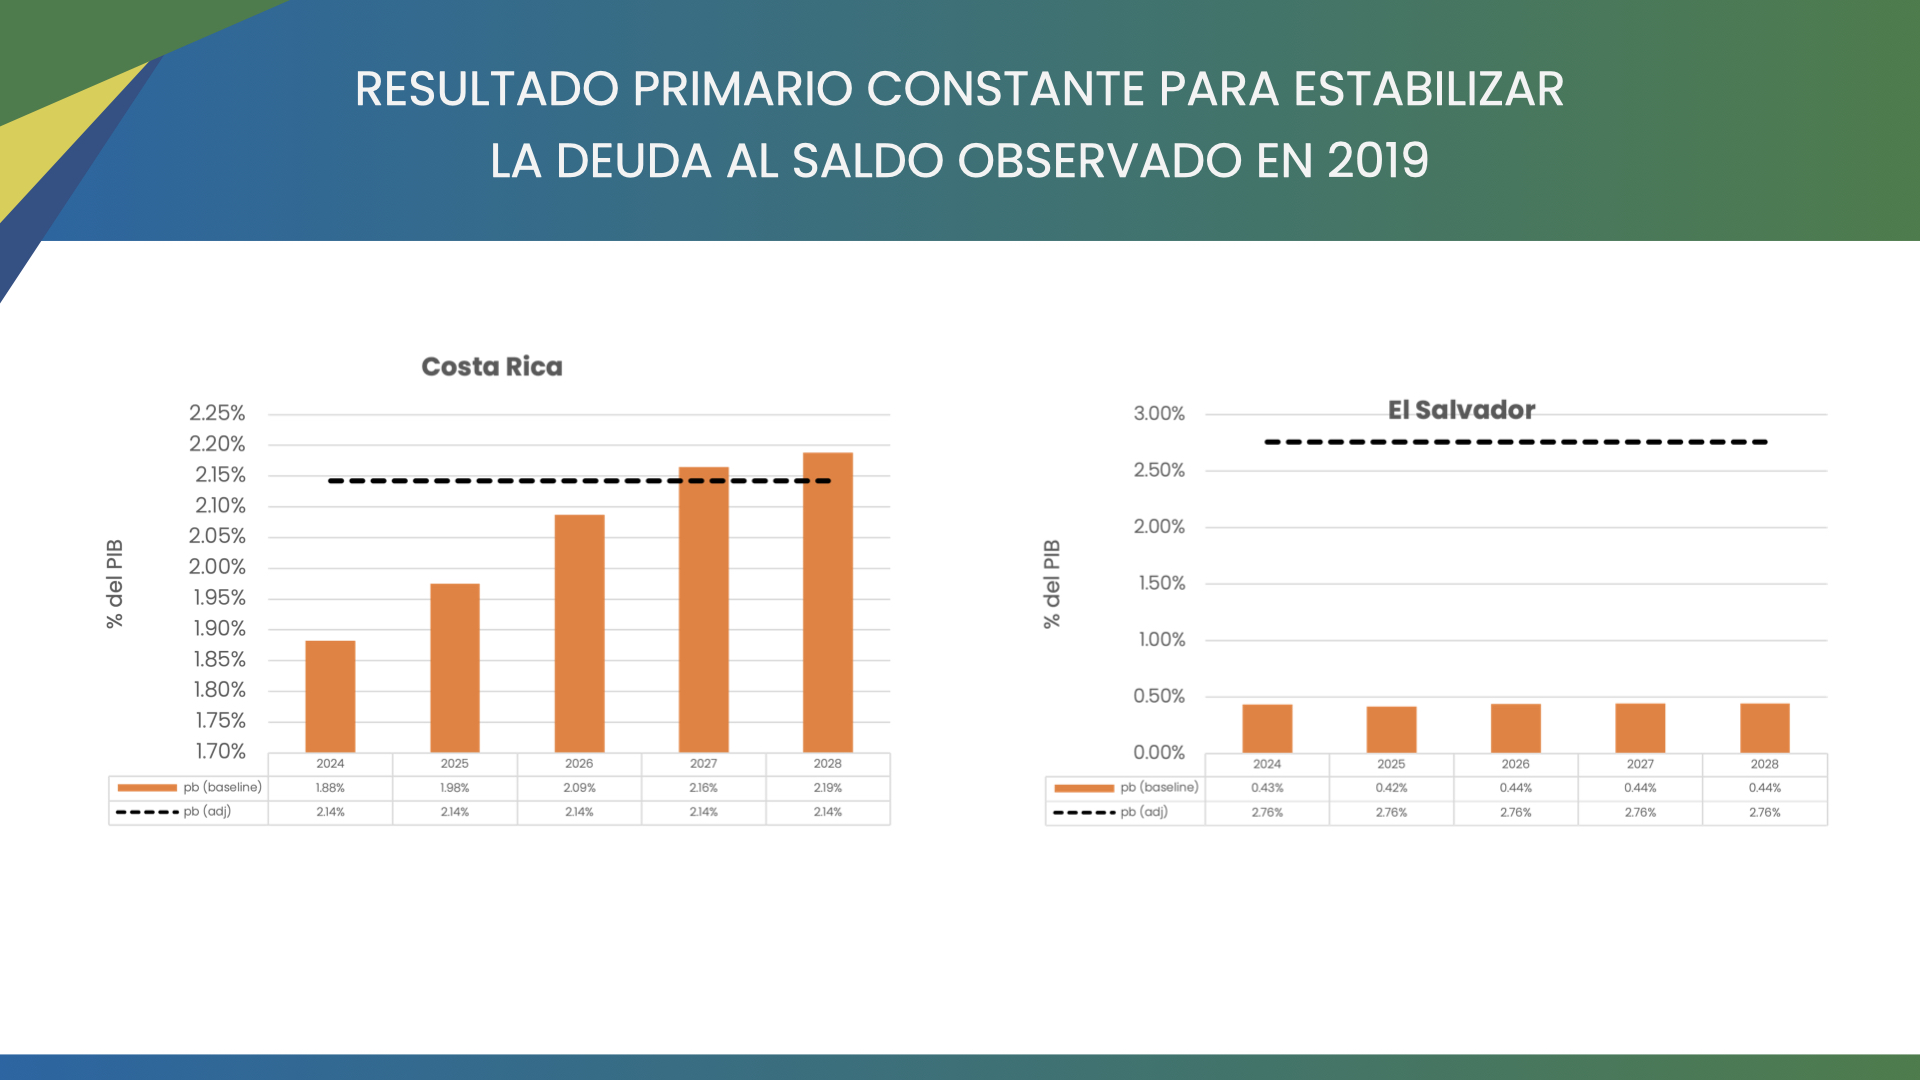 RESULTADO PRIMARIO CONSTANTE PARA ESTABILIZAR
LA DEUDA AL SALDO OBSERVADO EN 2019
Costa Rica
2.25%
2.20%
2.15%
2.10%
2.05%
2.00%
1.95%
1.90%
1.85%
1.80%
1.75%
1.70%
% del PIB
2024 2025 2026 2027 2028
pb (baseline) 1.88% 1.98% 2.09% 2.16% 2.19%
pb (adj) 2.14% 2.14% 2.14% 2.14% 2.14%
El Salvador
3.00%
2.50%
2.00%
1.50%
1.00%
0.50%
0.00%
% del PIB
2024 2025 2026 2027 2028
pb (baseline) 0.43% 0.42% 0.44% 0.44% 0.44%
pb (adj) 2.76% 2.76% 2.76% 2.76% 2.76%